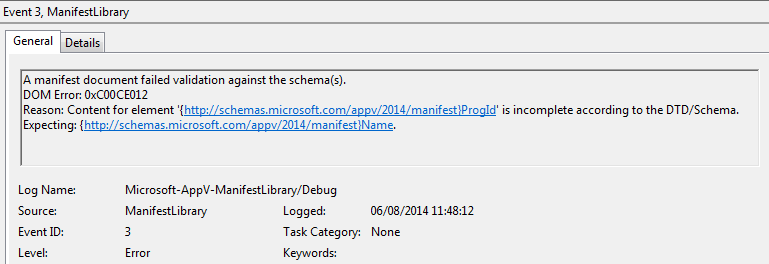 Event 3, ManifestLibrary
General Details
A manifest document failed validation against the schema(s).
DOM Error: 0xC00CE012
Reason: Content for element '{http://schemas.microsoft.com/appv/2014/manifest}ProgId' is incomplete according to the DTD/Schema.
Expecting: {http://schemas.microsoft.com/appv/2014/manifest}Name.
Log Name: Microsoft-AppV-ManifestLibrary/Debug
Source: ManifestLibrary Logged: 06/08/2014 11:48:12
Event ID: 3 Task Category: None
Level: Error Keywords: